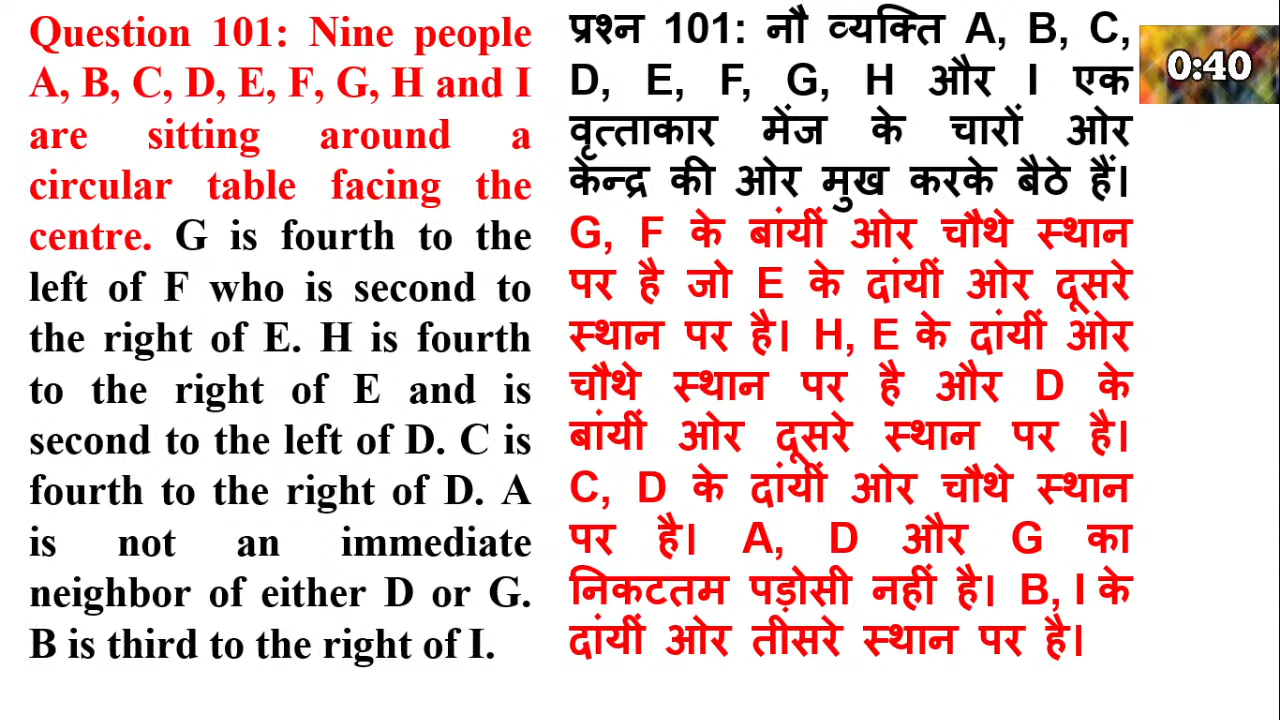 Question 101: Nine people
A, B, C, D, E, F, G, H and I
are sitting around a
circular table facing the
centre. G is fourth to the
left of F who is second to
the right of E. H is fourth
to the right of E and is
second to the left of D. C is
fourth to the right of D. A
is not an immediate
neighbor of either D or G.
B is third to the right of I.
प्रश्न 101: नौ व्यक्ति A, B, C,
D, E, F, G, H और I एक
वृत्ताकार मेंज के चारों ओर
केन्द्र की ओर मुख करके बैठे हैं।
G, F के बांयीं ओर चौथे स्थान
पर है जो E के दांयीं ओर दूसरे
स्थान पर है। H, E के दांयीं ओर
चौथे स्थान पर है और D के
बांयीं ओर दूसरे स्थान पर है।
C, D के दांयीं ओर चौथे स्थान
पर है। A, D और G का
निकटतम पड़ोसी नहीं है। B, I के
दांयीं ओर तीसरे स्थान पर है।
0:40